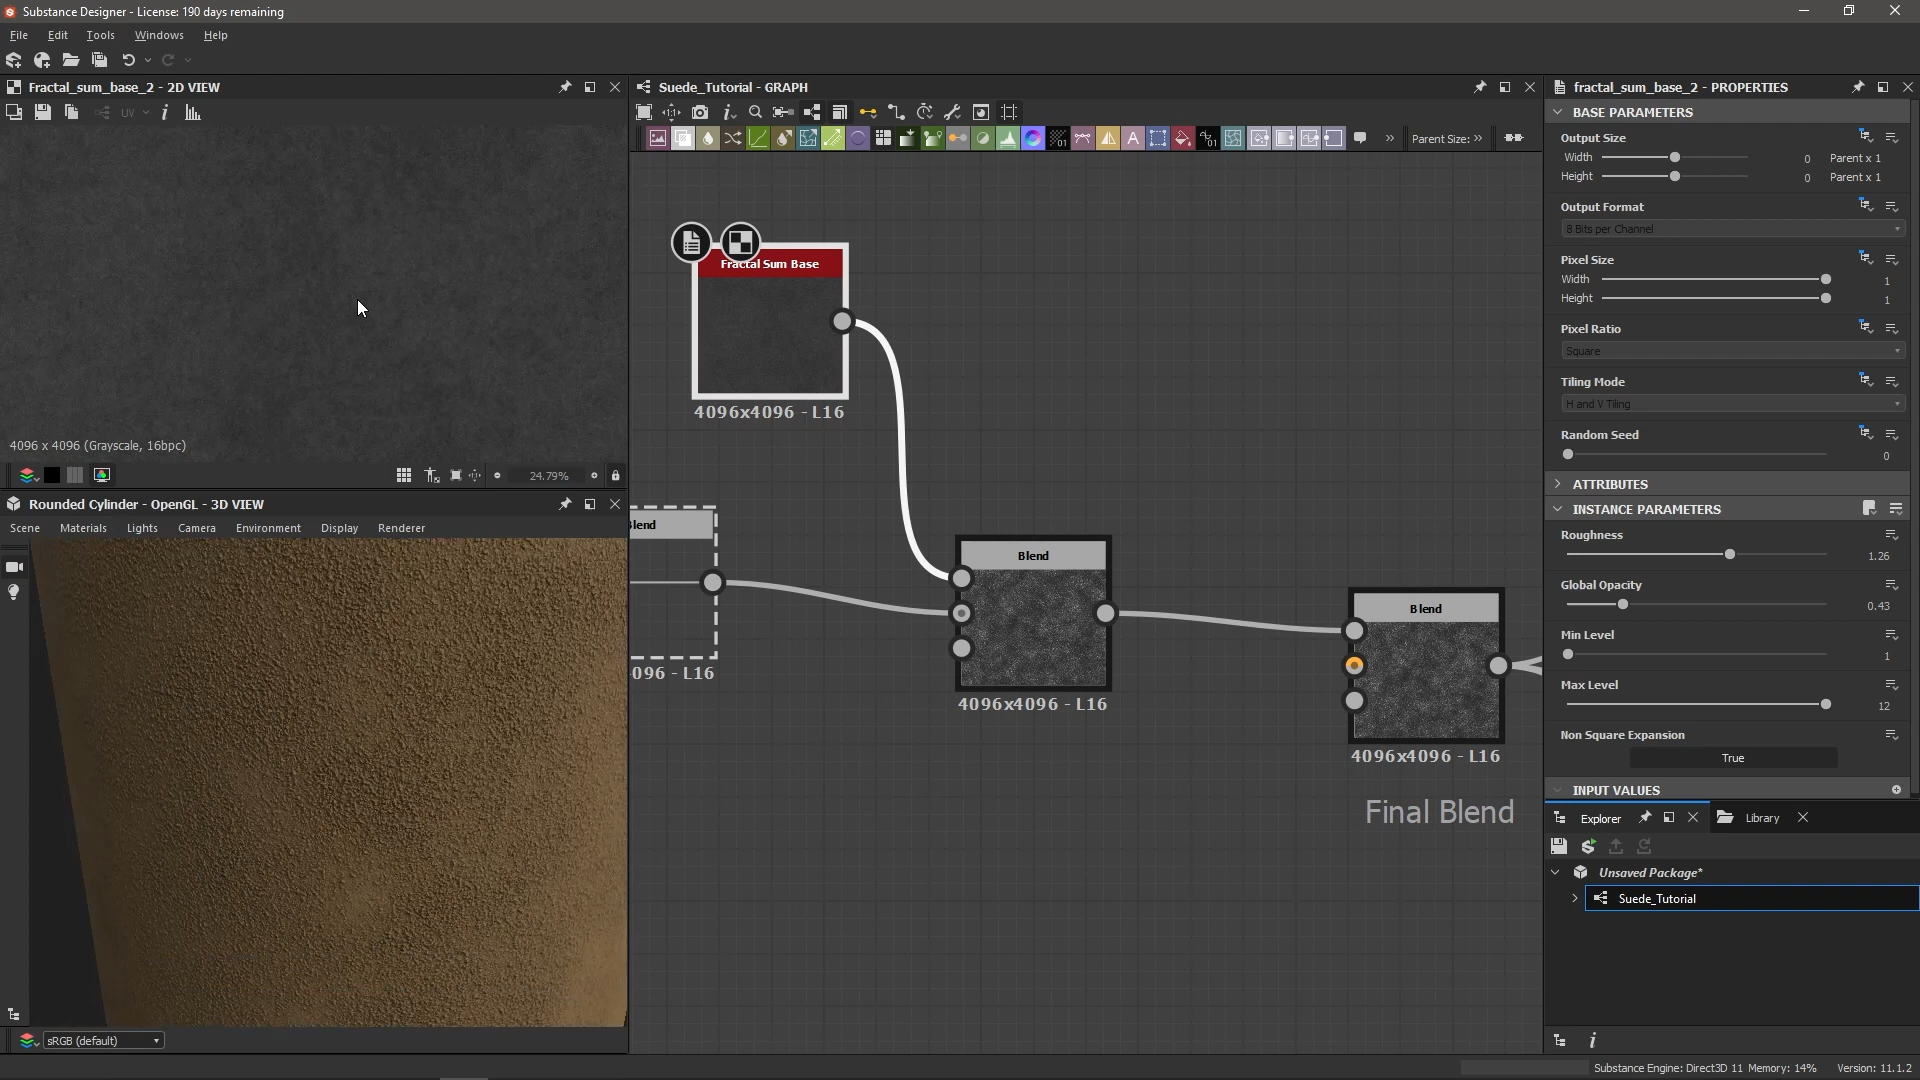 Substance Designer - License: 190 days remaining
File Edit Tools Windows Help
Fractal_sum_base_2 - 2D VIEW
UV
4096 x 4096 (Grayscale, 16bpc)
24.79%
Rounded Cylinder - OpenGL - 3D VIEW
Scene Materials Lights Camera Environment Display Renderer
sRGB (default)
Suede_Tutorial - GRAPH
Parent Size:
Fractal Sum Base
4096x4096 - L16
lend
096 - L16
Blend
4096x4096 - L16
Blend
4096x4096 - L16
Final Blend
fractal_sum_base_2 - PROPERTIES
BASE PARAMETERS
Output Size
Width 0 Parent x 1
Height 0 Parent x 1
Output Format
8 Bits per Channel
Pixel Size
Width 1
Height 1
Pixel Ratio
Square
Tiling Mode
H and V Tiling
Random Seed
0
ATTRIBUTES
INSTANCE PARAMETERS
Roughness
1.26
Global Opacity
0.43
Min Level
1
Max Level
12
Non Square Expansion
True
INPUT VALUES
Explorer Library
Unsaved Package*
Suede_Tutorial
Substance Engine: Direct3D 11 Memory: 14% Version: 11.1.2